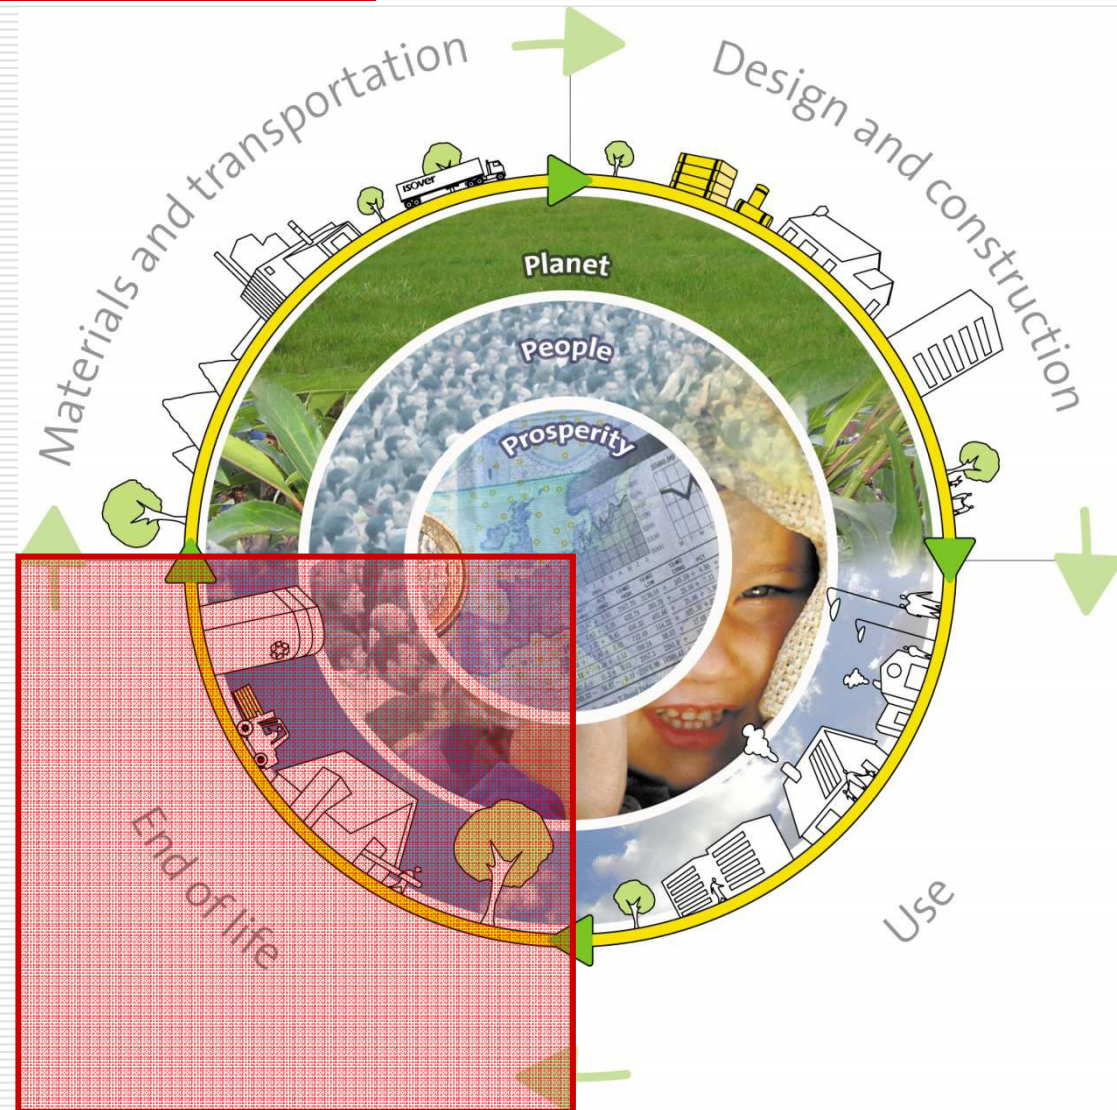 Materials and transportation
Design and construction
isover
Planet
People
Prosperity
End of life
Use